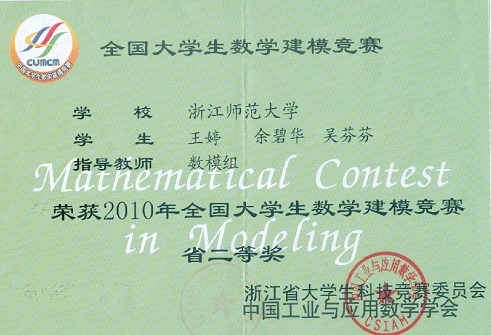 CUMCM
中国大学生数学建模竞赛
全国大学生数学建模竞赛
学 校 浙江师范大学
学 生 王婷 余碧华 吴芬芬
指导教师 数模组
Mathematical Contest
荣获2010年全国大学生数学建模竞赛
in Modeling
省二等奖
浙江省大学生科技竞赛委员会
中国工业与应用数学学会
中国工业与应用数学学会
CSIAM